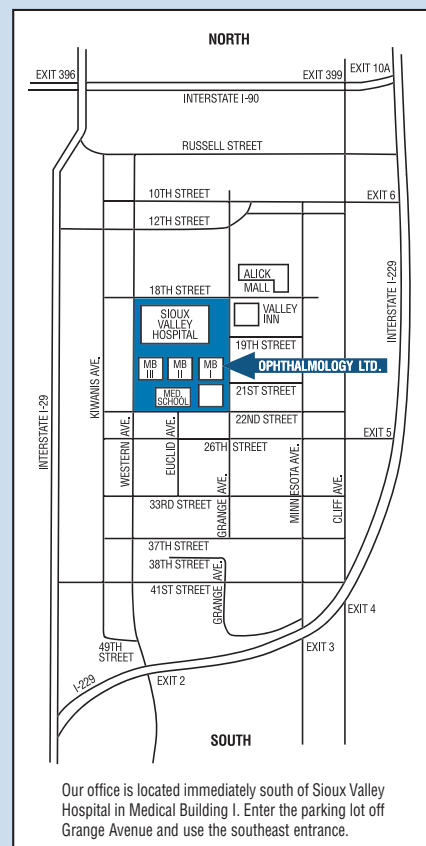 NORTH
EXIT 396
EXIT 399
EXIT 10A
INTERSTATE I-90
RUSSELL STREET
10TH STREET
EXIT 6
12TH STREET
ALICK
MALL
18TH STREET
SIOUX
VALLEY
HOSPITAL
VALLEY
INN
INTERSTATE I-229
19TH STREET
MB
III
MB
II
MB
I
OPHTHALMOLOGY LTD.
KIWANIS AVE.
MED.
SCHOOL
21ST STREET
22ND STREET
INTERSTATE I-29
WESTERN AVE.
EUCLID AVE.
26TH STREET
EXIT 5
GRANGE AVE.
MINNESOTA AVE.
CLIFF AVE.
33RD STREET
37TH STREET
38TH STREET
41ST STREET
GRANGE AVE.
EXIT 4
49TH
STREET
EXIT 3
I-229
EXIT 2
SOUTH
Our office is located immediately south of Sioux Valley
Hospital in Medical Building I. Enter the parking lot off
Grange Avenue and use the southeast entrance.